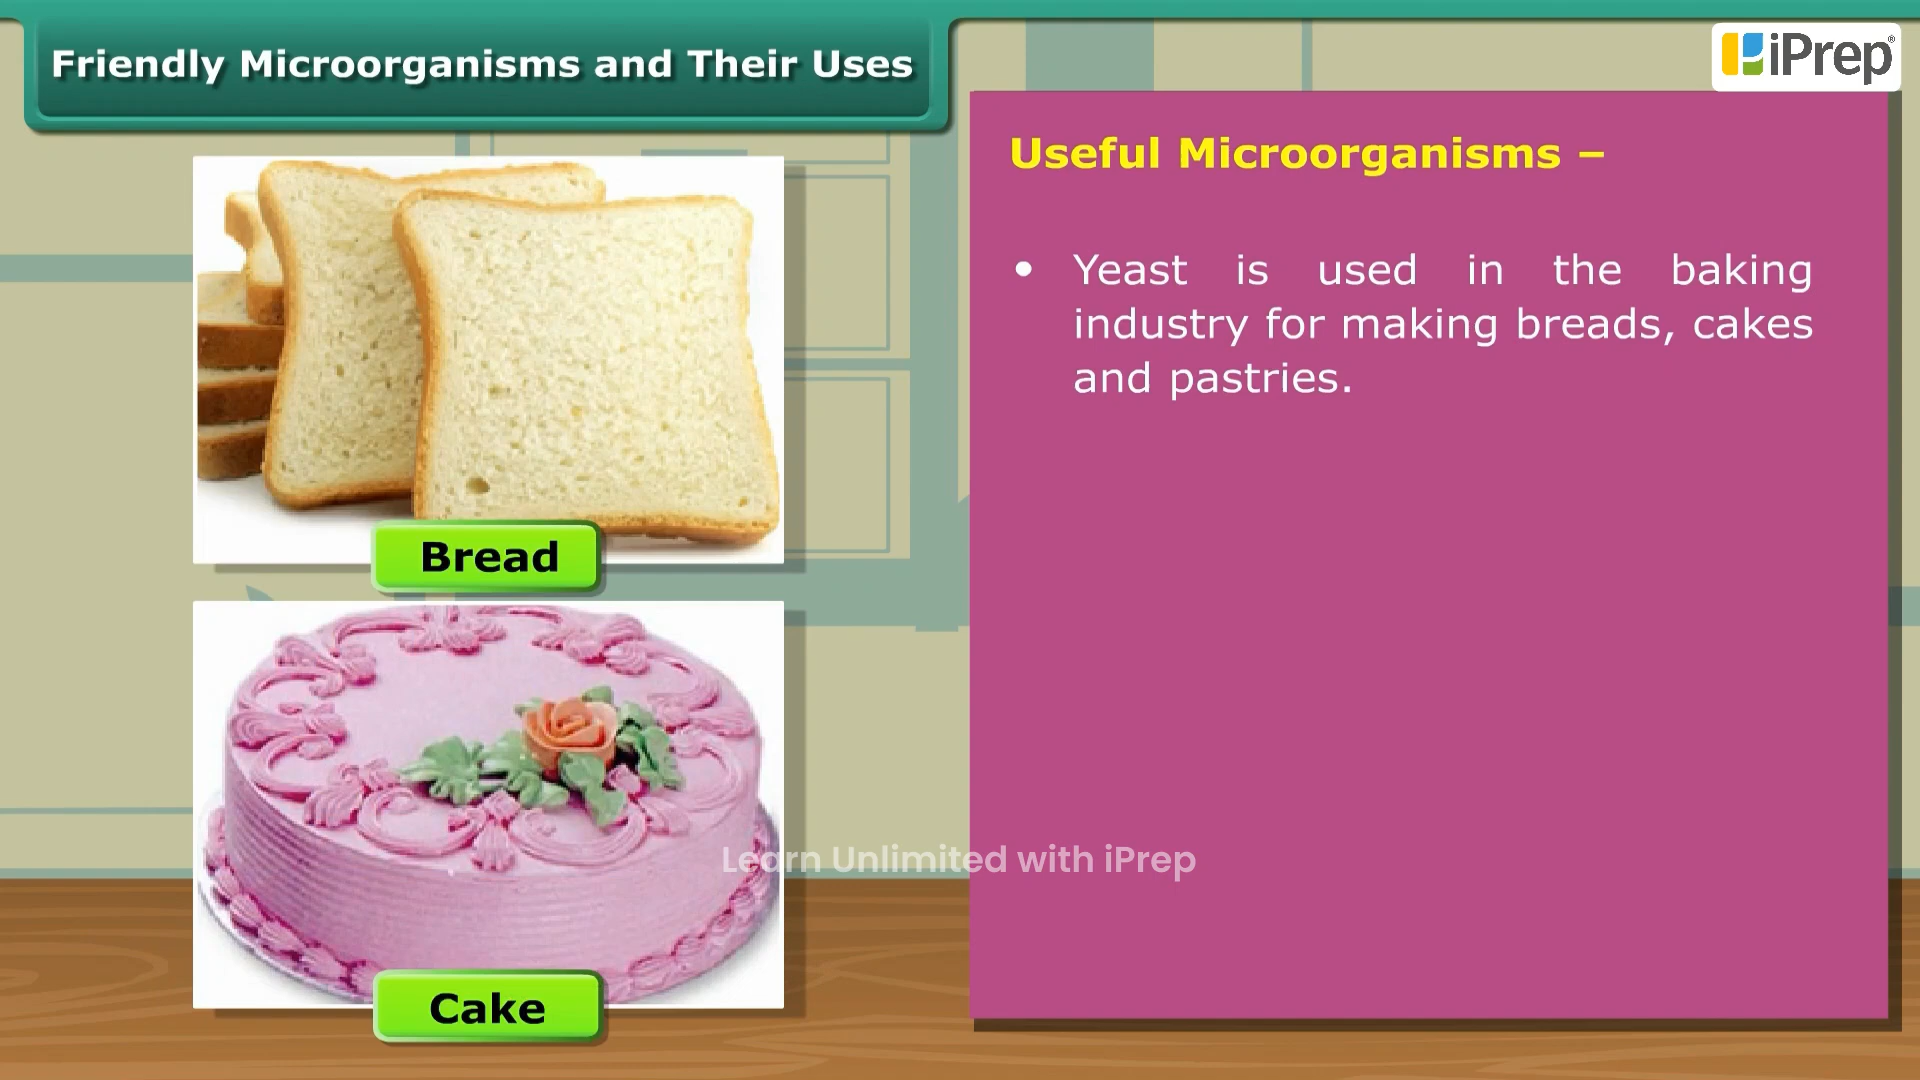 Friendly Microorganisms and Their Uses
iPrep®
Useful Microorganisms –
• Yeast is used in the baking
industry for making breads, cakes
and pastries.
Bread
Learn Unlimited with iPrep
Cake